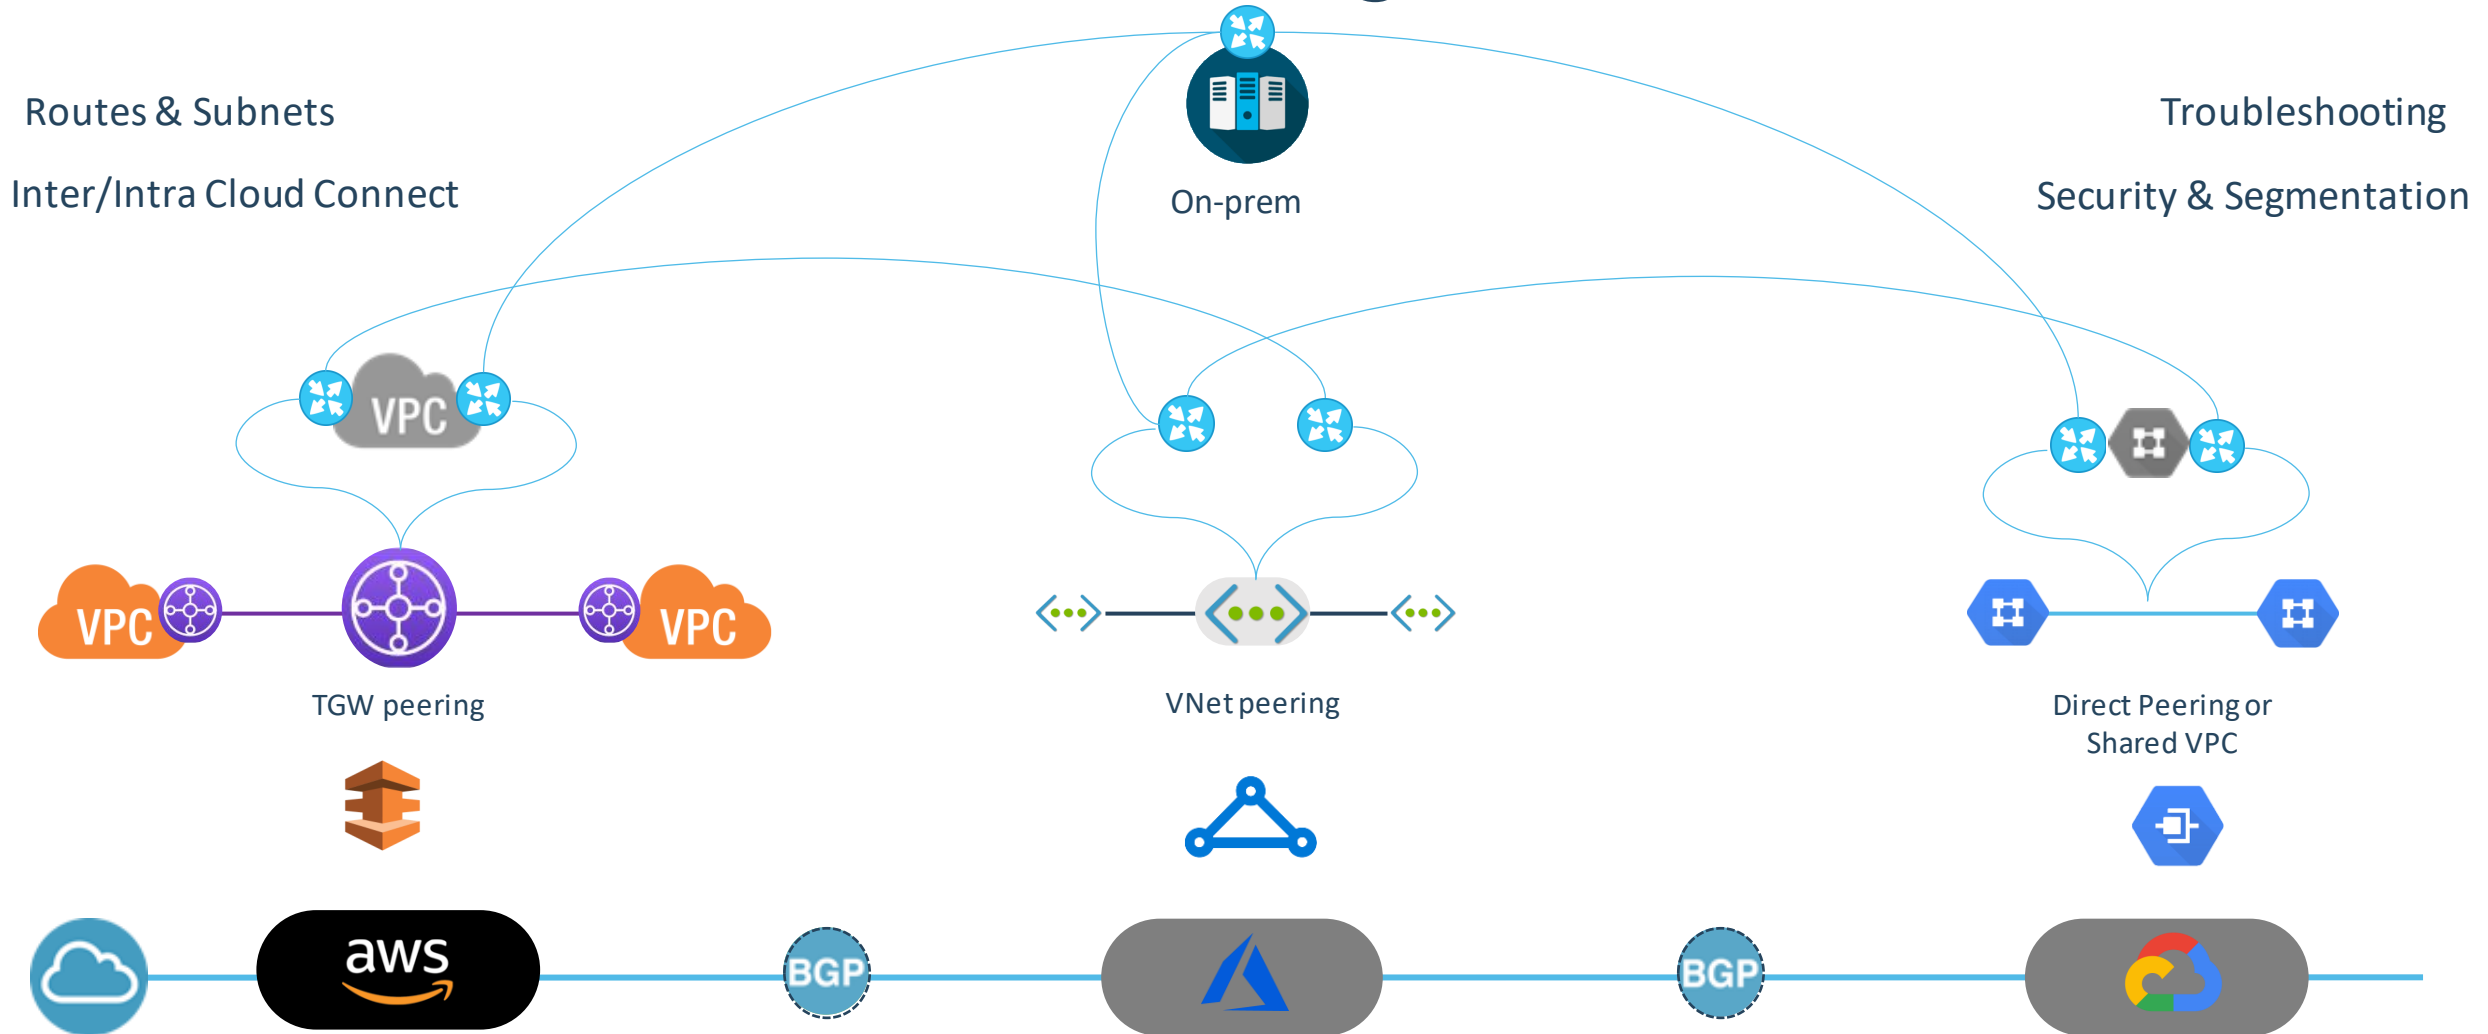 Routes & Subnets
Troubleshooting
Inter/Intra Cloud Connect
On-prem
Security & Segmentation
VPC
VPC
VPC
TGW peering
VNet peering
Direct Peering or
Shared VPC
aws
BGP
BGP